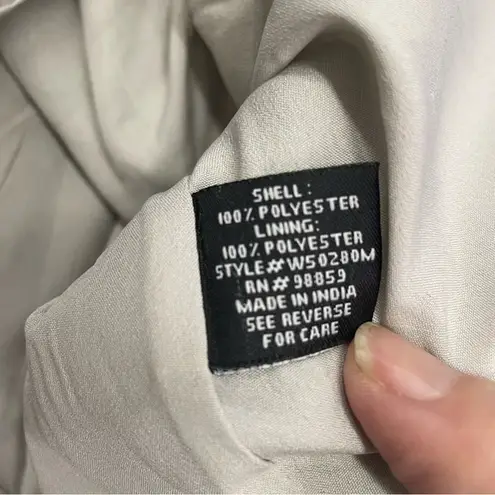 SHELL :
100% POLYESTER
LINING:
100% POLYESTER
STYLE# W50280M
RN# 98859
MADE IN INDIA
SEE REVERSE
FOR CARE